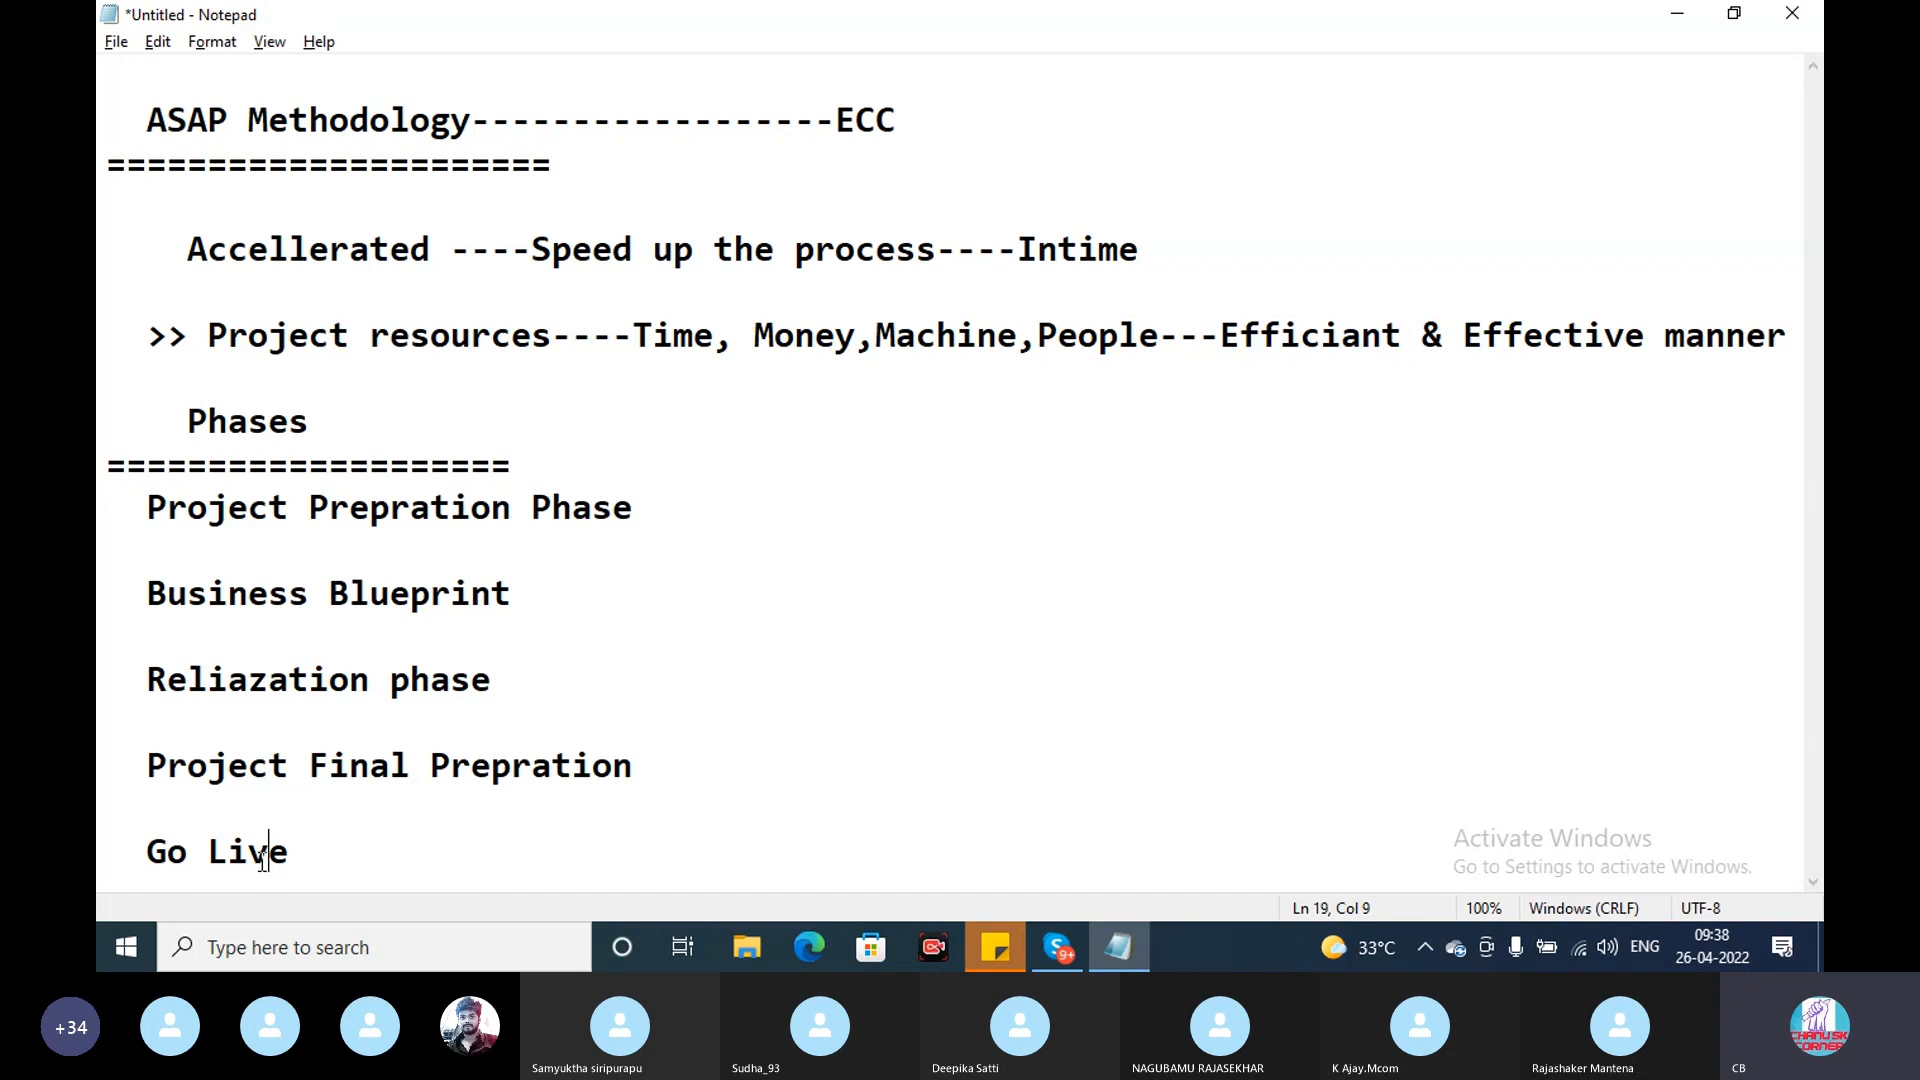 *Untitled - Notepad
File Edit Format View Help
ASAP Methodology------------------ECC
======================
Accellerated ----Speed up the process----Intime
>> Project resources----Time, Money,Machine,People---Efficiant & Effective manner
Phases
====================
Project Prepration Phase
Business Blueprint
Reliazation phase
Project Final Prepration
Go Live
Activate Windows
Go to Settings to activate Windows.
Ln 19, Col 9 100% Windows (CRLF) UTF-8
Type here to search
9+
33°C ENG
09:38
26-04-2022
+34
Samyuktha siripurapu Sudha_93 Deepika Satti NAGUBAMU RAJASEKHAR K Ajay.Mcom Rajashaker Mantena CB
CHANUSK
CORNER